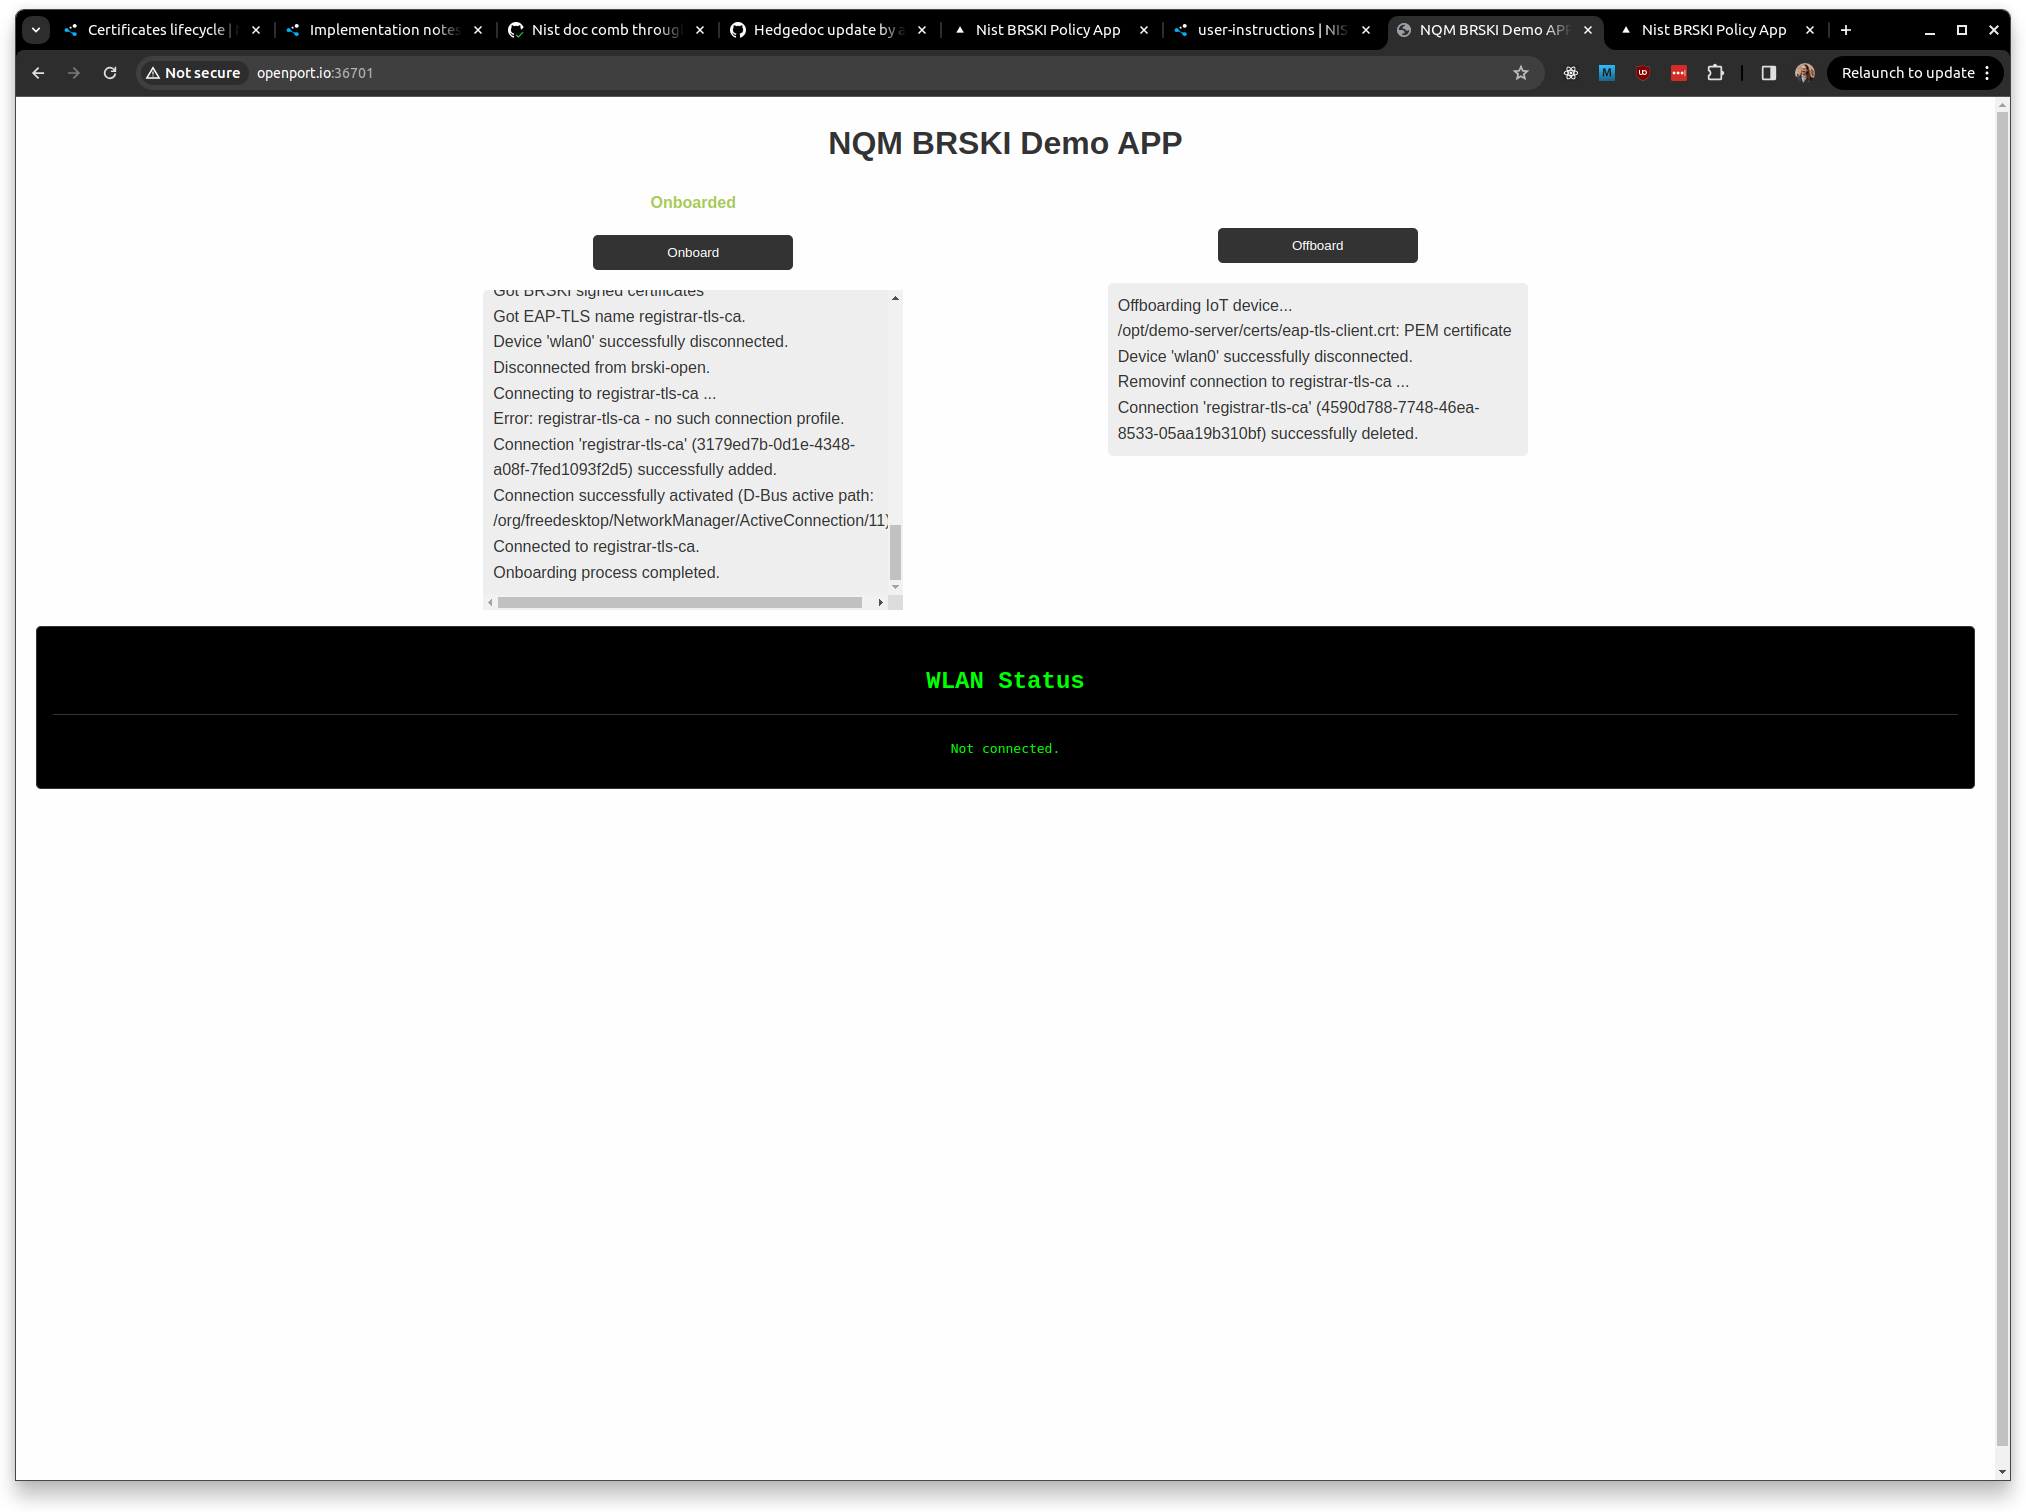 Certificates lifecycle |
Implementation notes
Nist doc comb throug
Hedgedoc update by a
Nist BRSKI Policy App
user-instructions | NIS
NQM BRSKI Demo APP
Nist BRSKI Policy App
Not secure
openport.io:36701
Relaunch to update
NQM BRSKI Demo APP
Onboarded
Onboard
Got BRSKI signed certificates
Got EAP-TLS name registrar-tls-ca.
Device 'wlan0' successfully disconnected.
Disconnected from brski-open.
Connecting to registrar-tls-ca ...
Error: registrar-tls-ca - no such connection profile.
Connection 'registrar-tls-ca' (3179ed7b-0d1e-4348-
a08f-7fed1093f2d5) successfully added.
Connection successfully activated (D-Bus active path:
/org/freedesktop/NetworkManager/ActiveConnection/11)
Connected to registrar-tls-ca.
Onboarding process completed.
Offboard
Offboarding IoT device...
/opt/demo-server/certs/eap-tls-client.crt: PEM certificate
Device 'wlan0' successfully disconnected.
Removinf connection to registrar-tls-ca ...
Connection 'registrar-tls-ca' (4590d788-7748-46ea-
8533-05aa19b310bf) successfully deleted.
WLAN Status
Not connected.